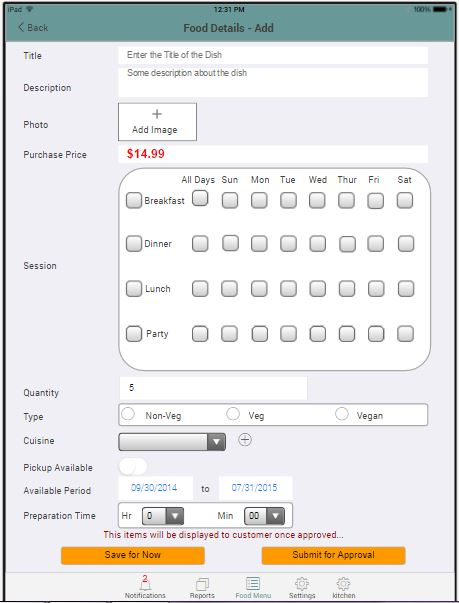 iPad 12:31 PM 100%
Back Food Details - Add
Title Enter the Title of the Dish
Description Some description about the dish
Photo + Add Image
Purchase Price $14.99
All Days Sun Mon Tue Wed Thur Fri Sat
Breakfast
Dinner
Session
Lunch
Party
Quantity 5
Type Non-Veg Veg Vegan
Cuisine
Pickup Available
Available Period 09/30/2014 to 07/31/2015
Preparation Time Hr 0 Min 00
This items will be displayed to customer once approved...
Save for Now Submit for Approval
2
Notifications Reports Food Menu Settings kitchen